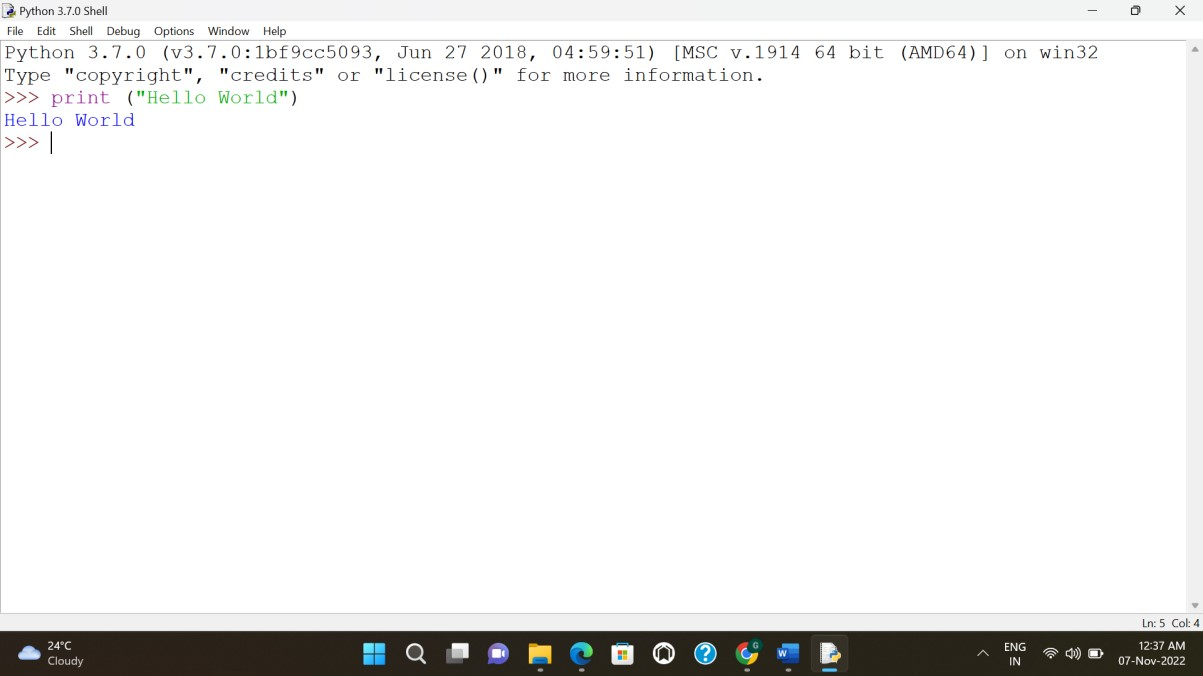 Python 3.7.0 Shell
File Edit Shell Debug Options Window Help
Python 3.7.0 (v3.7.0:1bf9cc5093, Jun 27 2018, 04:59:51) [MSC v.1914 64 bit (AMD64)] on win32
Type "copyright", "credits" or "license()" for more information.
>>> print ("Hello World")
Hello World
>>>
Ln: 5 Col: 4
24°C
Cloudy
G
W
ENG
IN
12:37 AM
07-Nov-2022